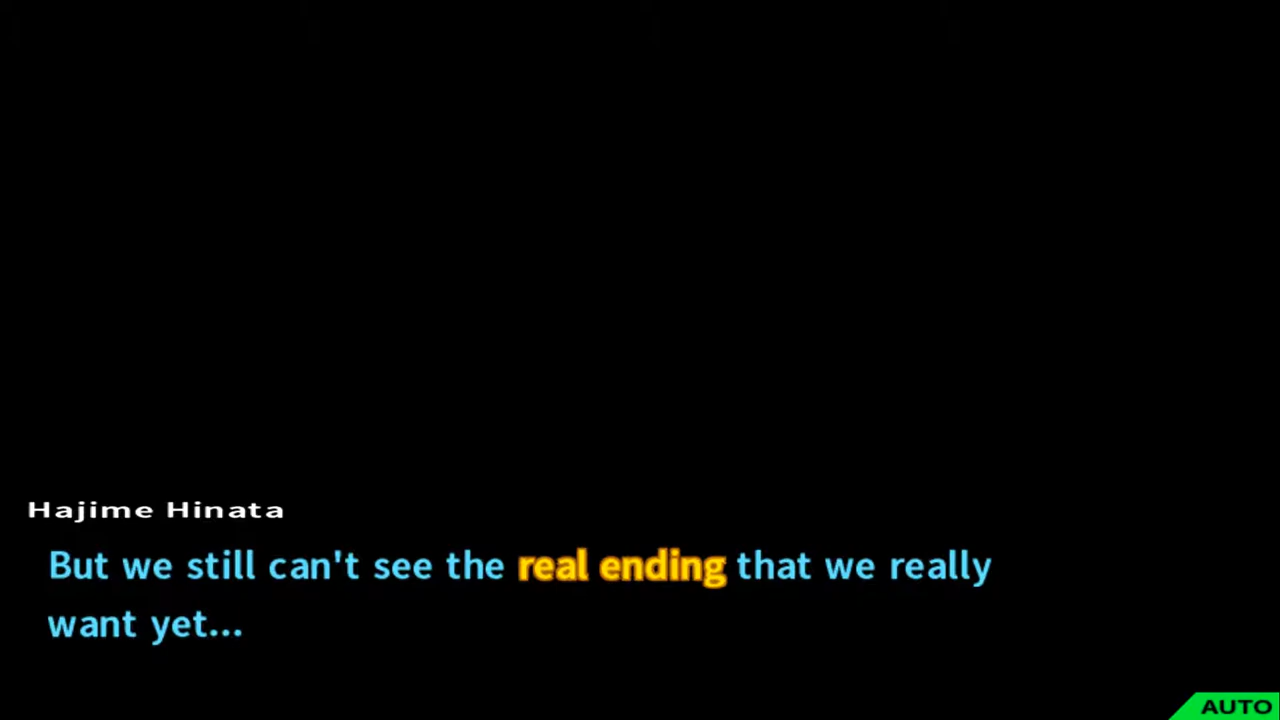 Hajime Hinata
But we still can't see the real ending that we really
want yet...
AUTO